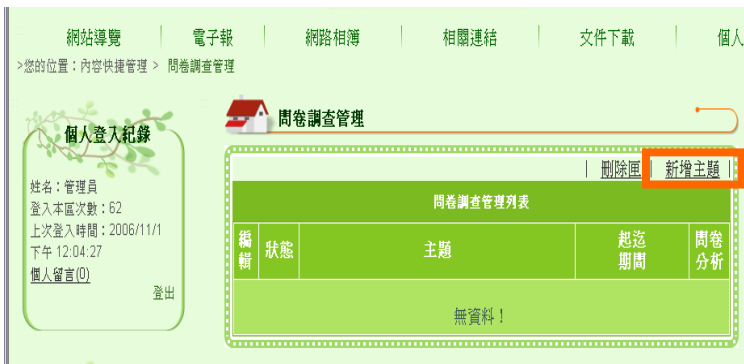 網站導覽 電子報 網路相簿 相關連結 文件下載 個人
>您的位置：內容快捷管理 > 問卷調查管理
個人登入紀錄
姓名：管理員
登入本區次數：62
上次登入時間：2006/11/1
下午 12:04:27
個人留言(0)
登出
問卷調查管理
| 刪除匣 | 新增主題 |
問卷調查管理列表
編輯 狀態 主題 起迄期間 問卷分析
無資料！